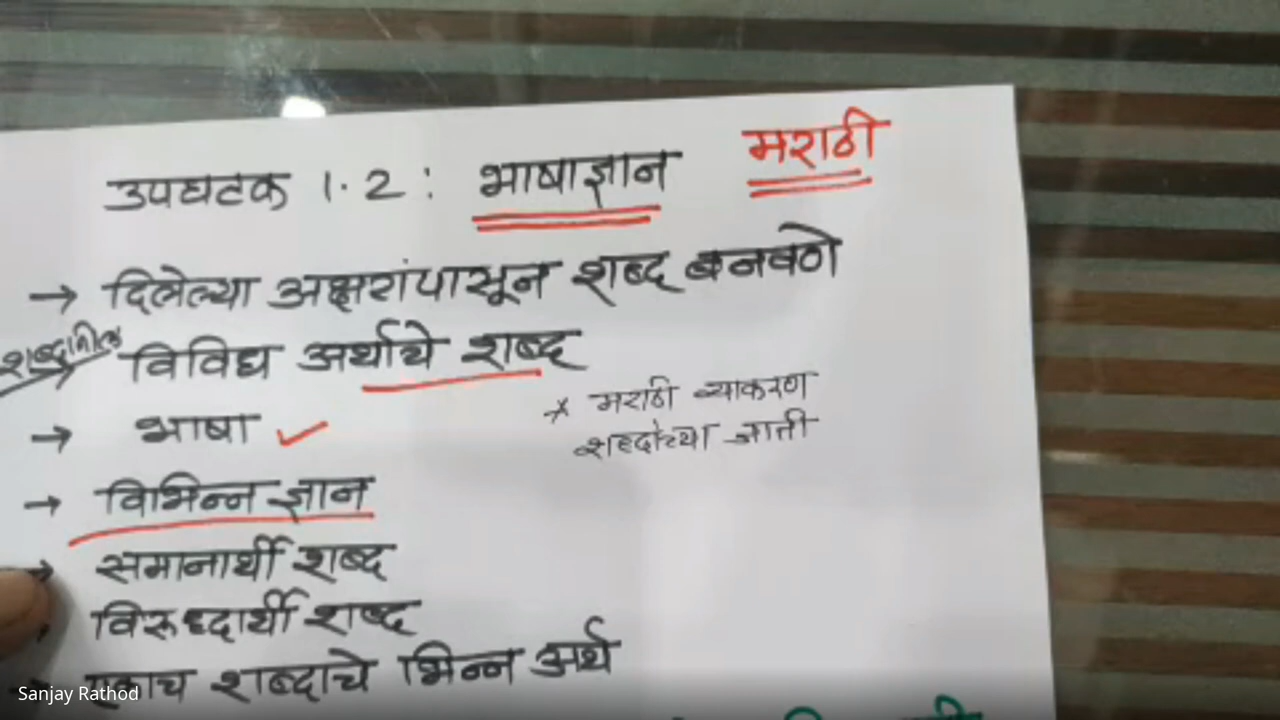 मराठी
उपघटक 1.2 : भाषाज्ञान
→ दिलेल्या अक्षरांपासून शब्द बनवणे
शब्दातील
→ विविध अर्थाचे शब्द
→ भाषा ✓
* मराठी व्याकरण
शब्दांच्या जाती
→ विभिन्न ज्ञान
→ समानार्थी शब्द
विरुध्दार्थी शब्द
एकाच शब्दाचे भिन्न अर्थ
Sanjay Rathod